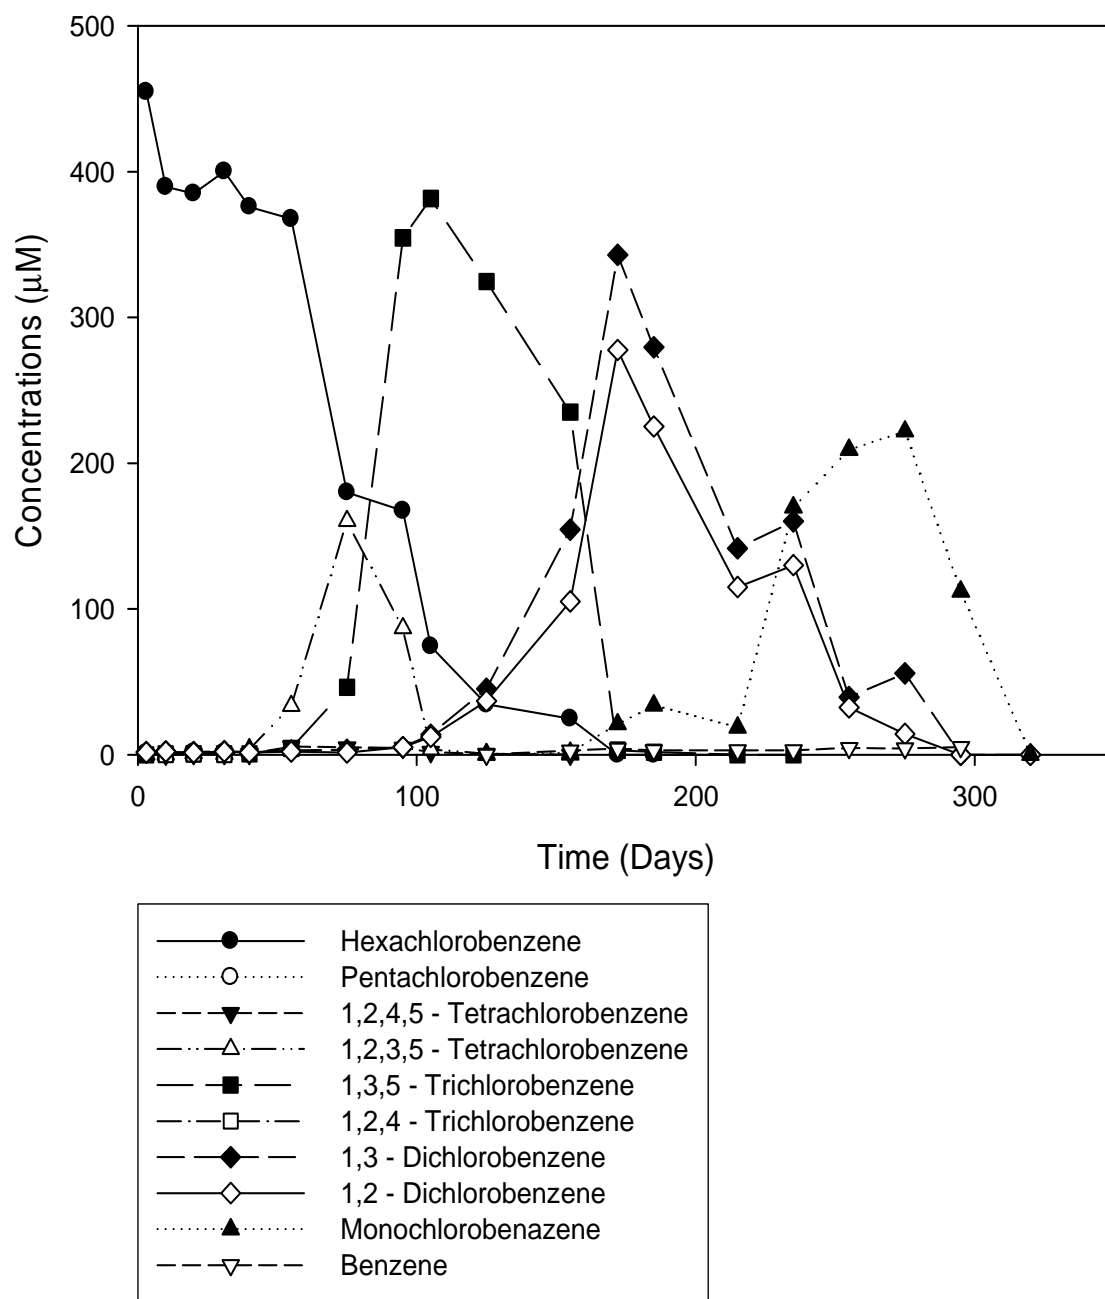 500
400
300
200
100
0
Concentrations (μM)
0 100 200 300
Time (Days)
Hexachlorobenzene
Pentachlorobenzene
1,2,4,5 - Tetrachlorobenzene
1,2,3,5 - Tetrachlorobenzene
1,3,5 - Trichlorobenzene
1,2,4 - Trichlorobenzene
1,3 - Dichlorobenzene
1,2 - Dichlorobenzene
Monochlorobenazene
Benzene